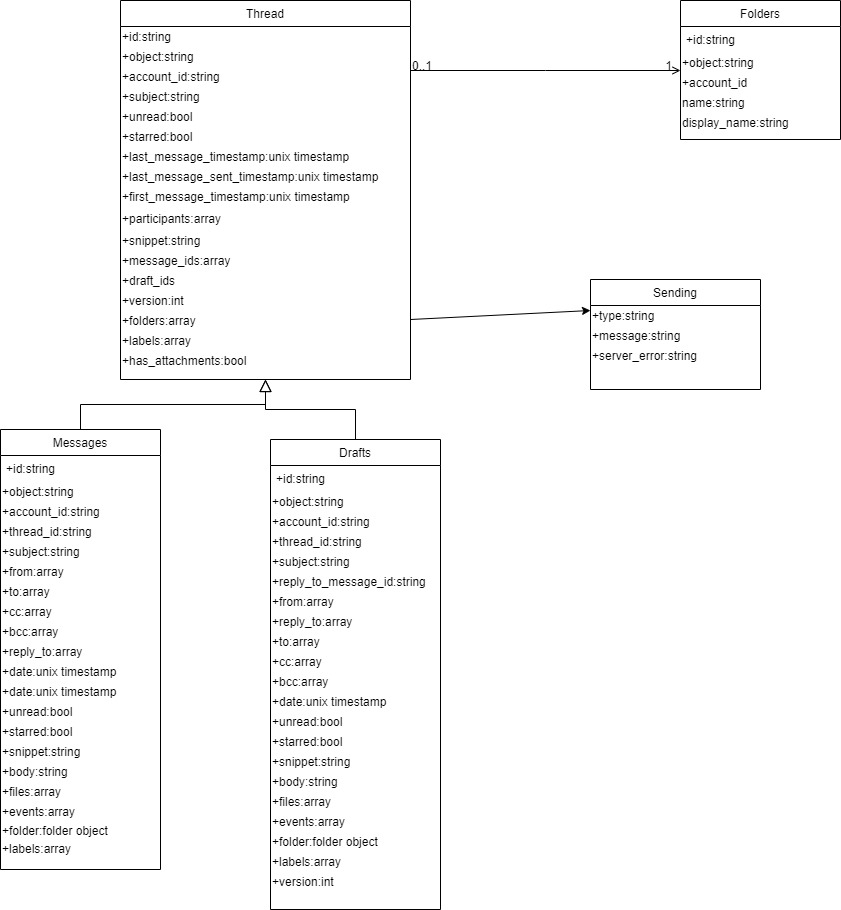 Thread
+id:string
+object:string
+account_id:string
+subject:string
+unread:bool
+starred:bool
+last_message_timestamp:unix timestamp
+last_message_sent_timestamp:unix timestamp
+first_message_timestamp:unix timestamp
+participants:array
+snippet:string
+message_ids:array
+draft_ids
+version:int
+folders:array
+labels:array
+has_attachments:bool
0..1
1
Folders
+id:string
+object:string
+account_id
name:string
display_name:string
Sending
+type:string
+message:string
+server_error:string
Messages
+id:string
+object:string
+account_id:string
+thread_id:string
+subject:string
+from:array
+to:array
+cc:array
+bcc:array
+reply_to:array
+date:unix timestamp
+date:unix timestamp
+unread:bool
+starred:bool
+snippet:string
+body:string
+files:array
+events:array
+folder:folder object
+labels:array
Drafts
+id:string
+object:string
+account_id:string
+thread_id:string
+subject:string
+reply_to_message_id:string
+from:array
+reply_to:array
+to:array
+cc:array
+bcc:array
+date:unix timestamp
+unread:bool
+starred:bool
+snippet:string
+body:string
+files:array
+events:array
+folder:folder object
+labels:array
+version:int